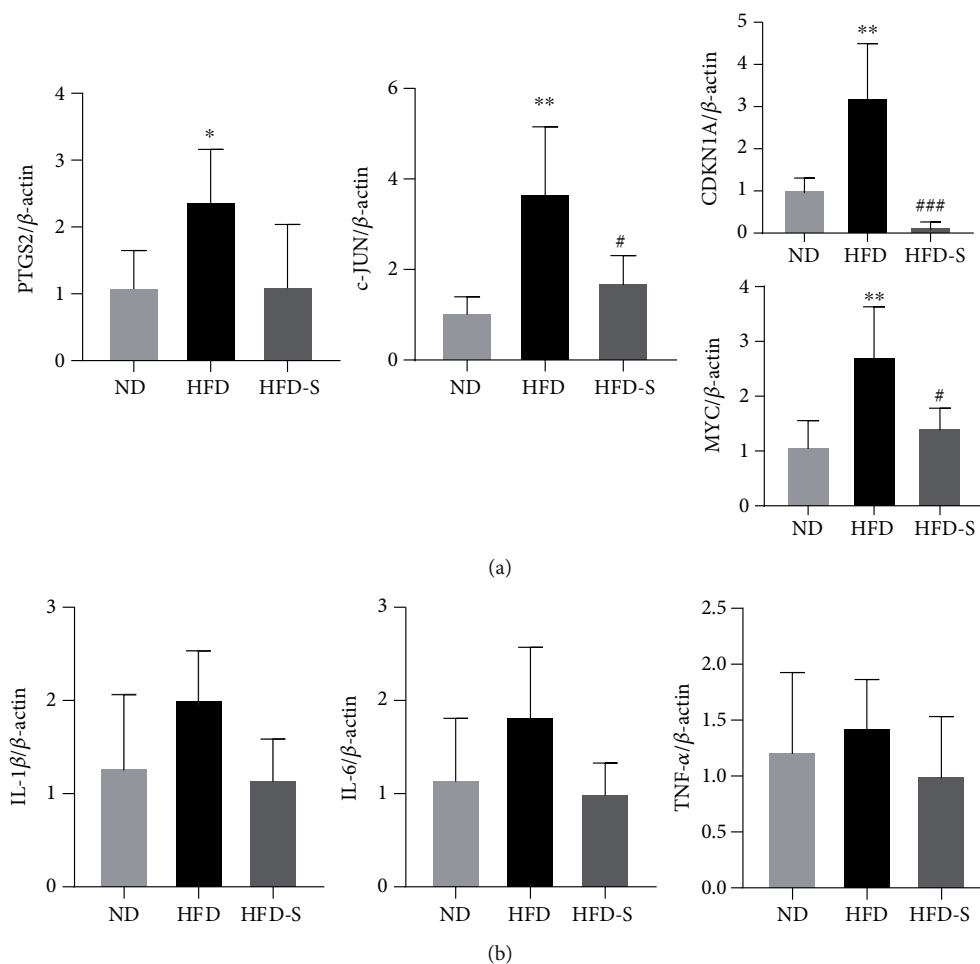 PTGS2/β-actin
4
3
2
1
0
*
ND HFD HFD-S
c-JUN/β-actin
6
4
2
0
**
#
ND HFD HFD-S
CDKN1A/β-actin
5
4
3
2
1
0
**
###
ND HFD HFD-S
MYC/β-actin
4
3
2
1
0
**
#
ND HFD HFD-S
(a)
IL-1β/β-actin
3
2
1
0
ND HFD HFD-S
IL-6/β-actin
3
2
1
0
ND HFD HFD-S
TNF-α/β-actin
2.5
2.0
1.5
1.0
0.5
0.0
ND HFD HFD-S
(b)